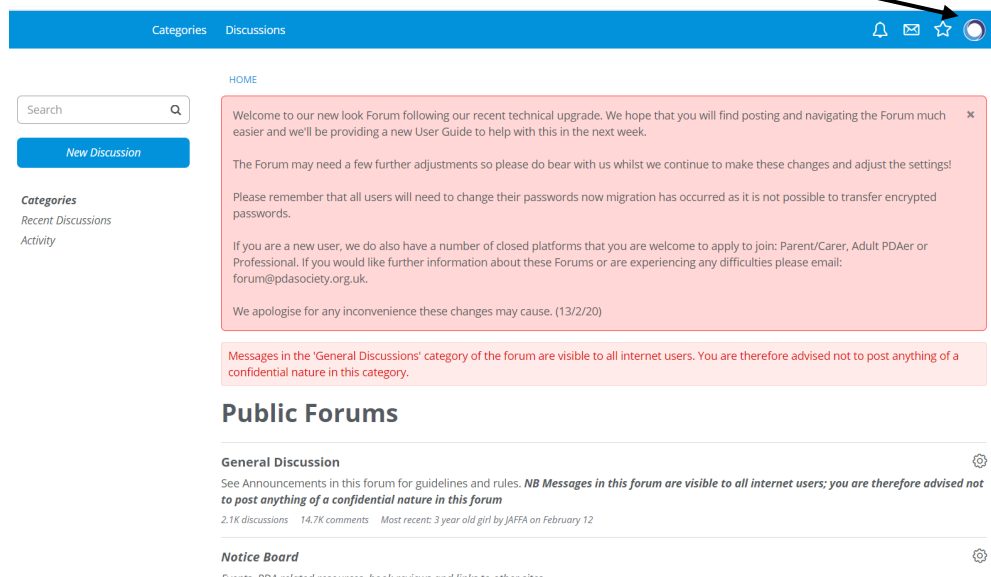 Categories Discussions
HOME
Search
New Discussion
Categories
Recent Discussions
Activity
Welcome to our new look Forum following our recent technical upgrade. We hope that you will find posting and navigating the Forum much
easier and we'll be providing a new User Guide to help with this in the next week.
The Forum may need a few further adjustments so please do bear with us whilst we continue to make these changes and adjust the settings!
Please remember that all users will need to change their passwords now migration has occurred as it is not possible to transfer encrypted
passwords.
If you are a new user, we do also have a number of closed platforms that you are welcome to apply to join: Parent/Carer, Adult PDAer or
Professional. If you would like further information about these Forums or are experiencing any difficulties please email:
forum@pdasociety.org.uk.
We apologise for any inconvenience these changes may cause. (13/2/20)
Messages in the 'General Discussions' category of the forum are visible to all internet users. You are therefore advised not to post anything of a
confidential nature in this category.
Public Forums
General Discussion
See Announcements in this forum for guidelines and rules. NB Messages in this forum are visible to all internet users; you are therefore advised not
to post anything of a confidential nature in this forum
2.1K discussions 14.7K comments Most recent: 3 year old girl by JAFFA on February 12
Notice Board
Events, PDA related resources, book reviews and links to other sites